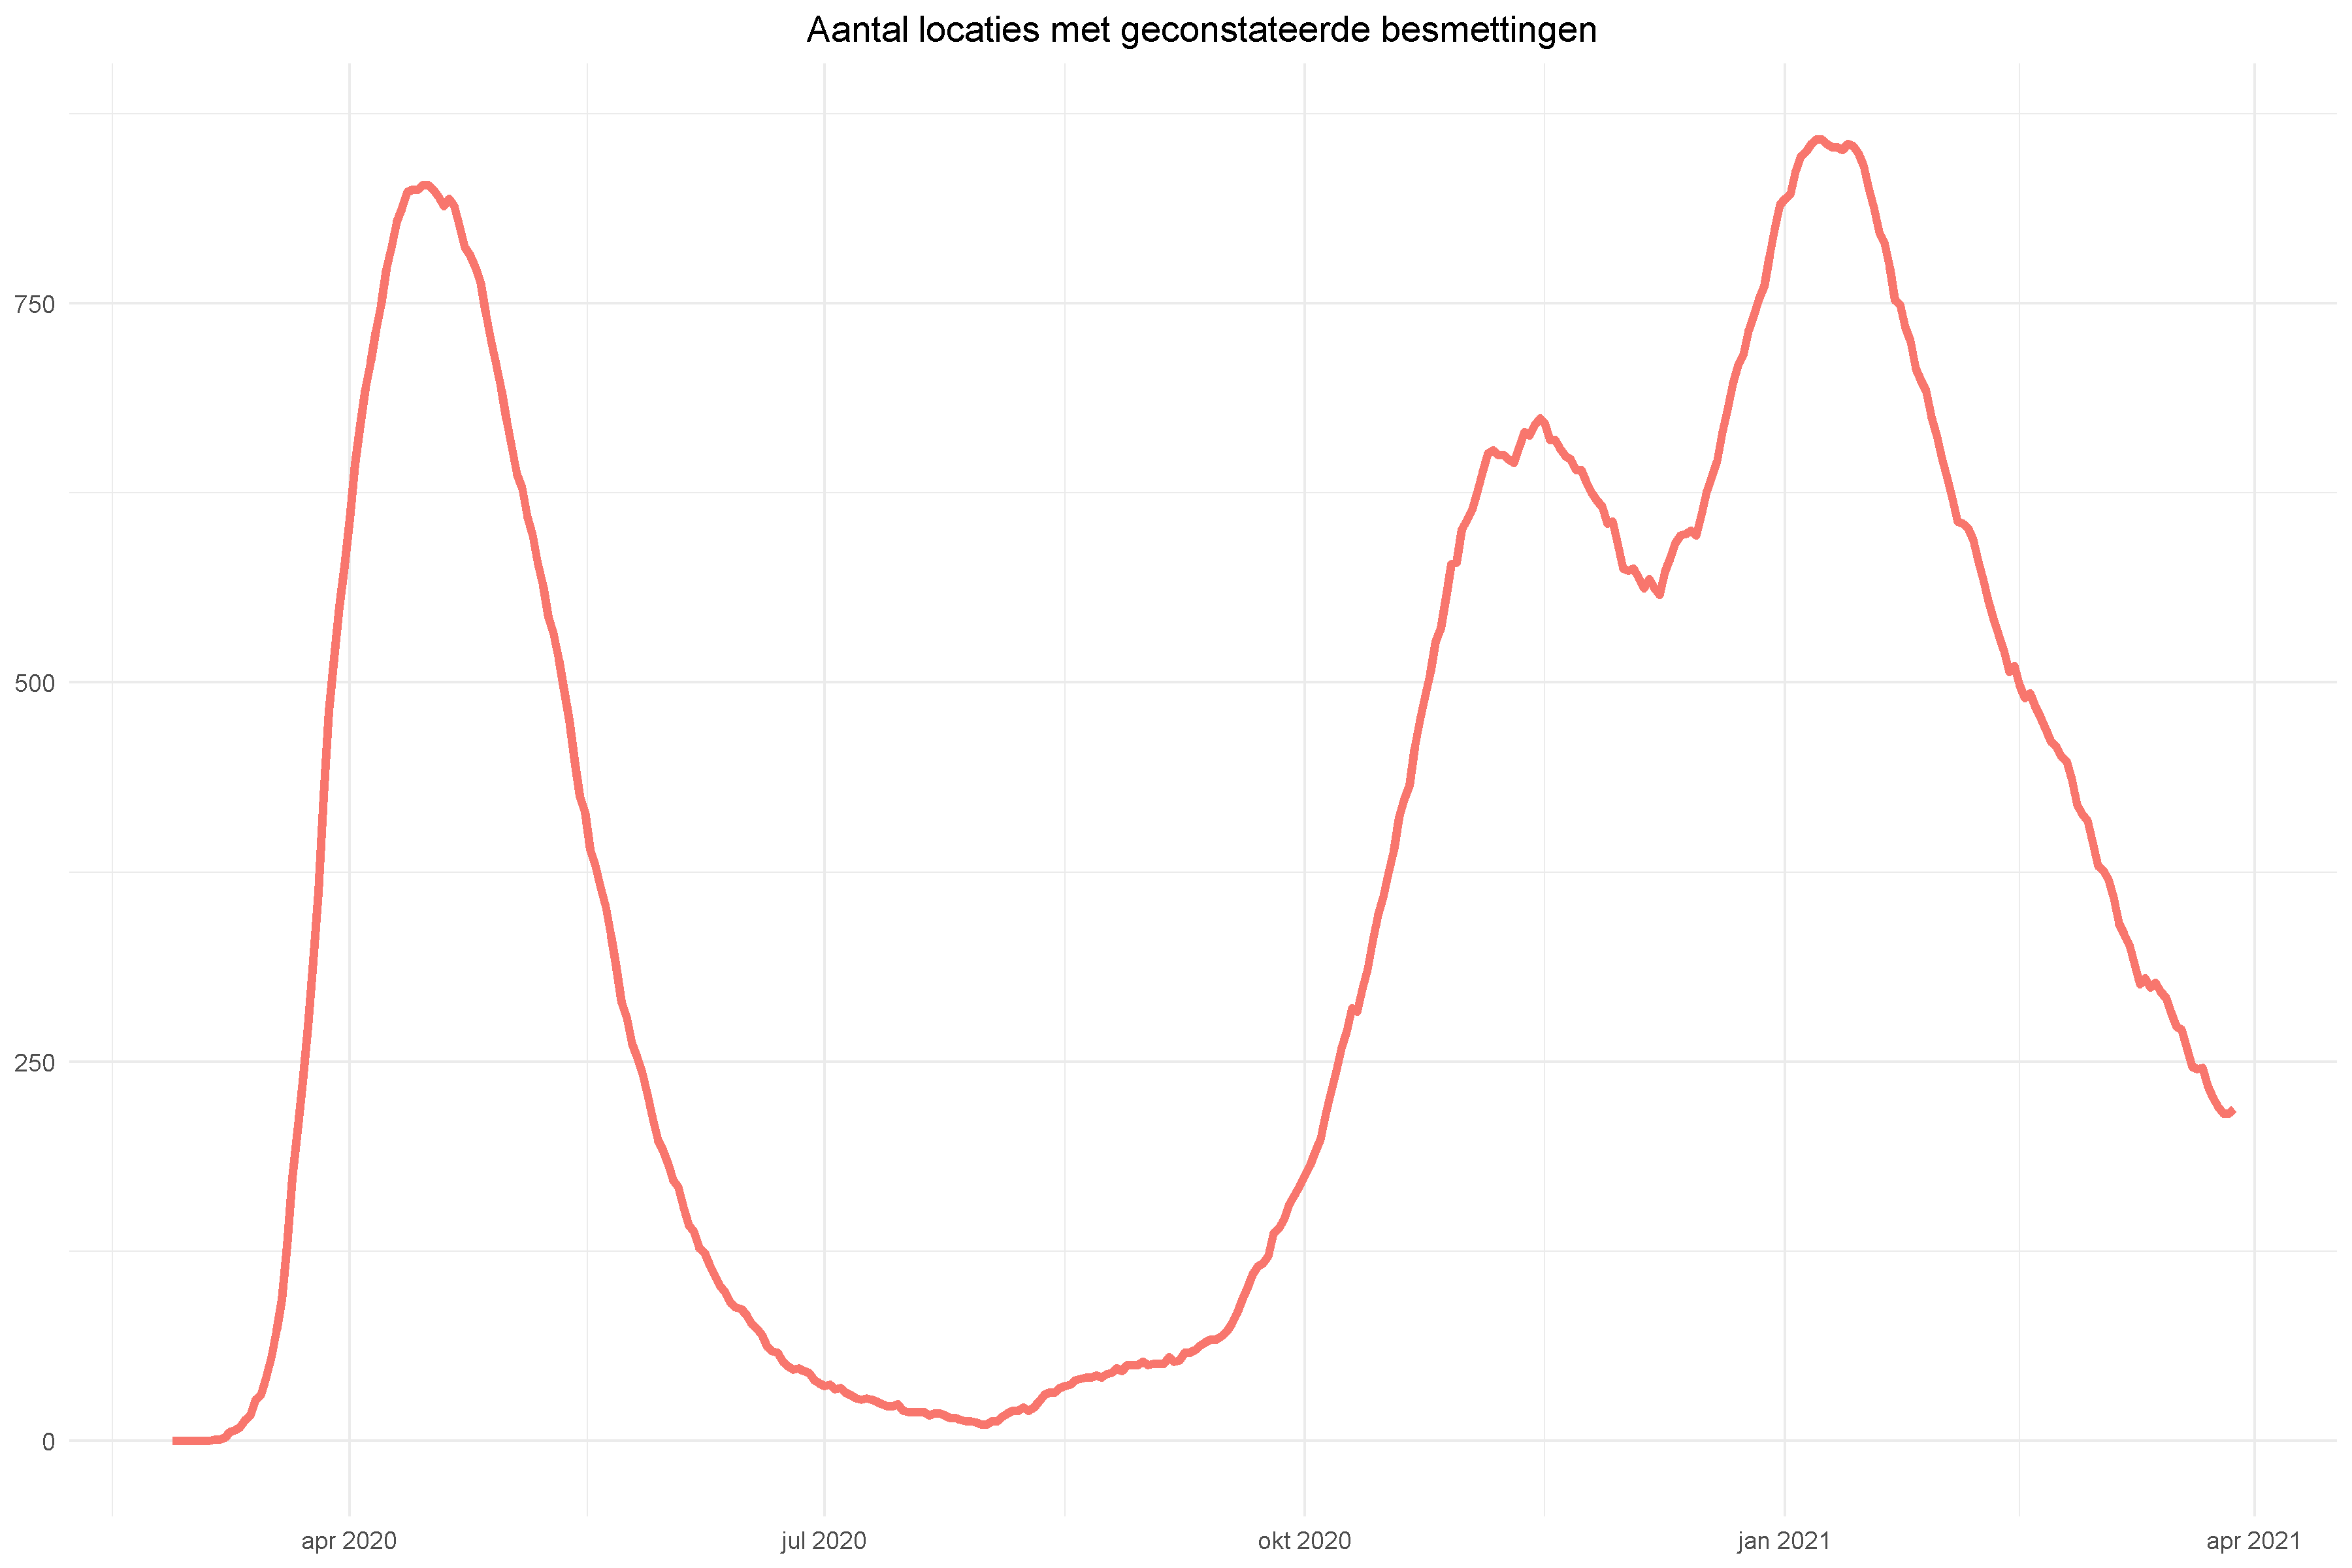 Aantal locaties met geconstateerde besmettingen
750
500
250
0
apr 2020
jul 2020
okt 2020
jan 2021
apr 2021